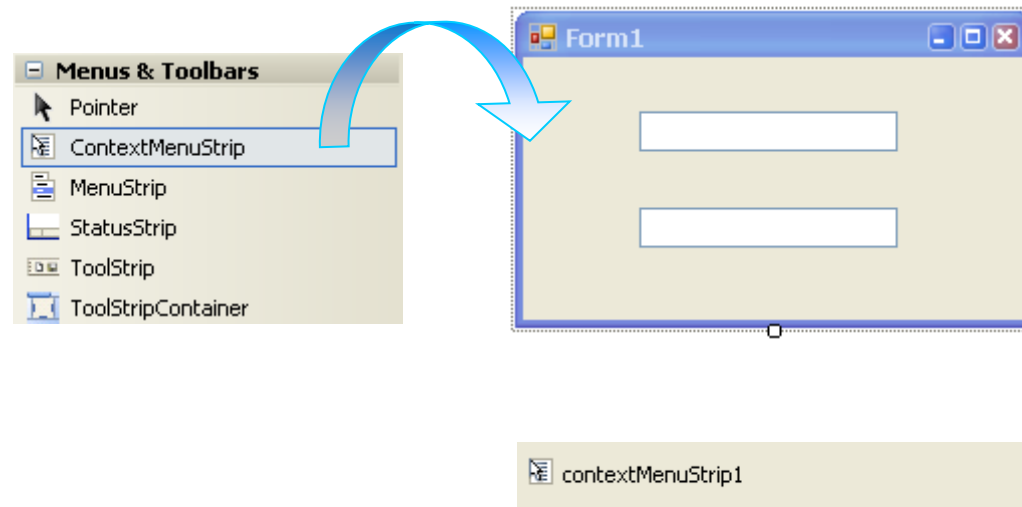 Menus & Toolbars
Pointer
ContextMenuStrip
MenuStrip
StatusStrip
ToolStrip
ToolStripContainer
Form1
contextMenuStrip1